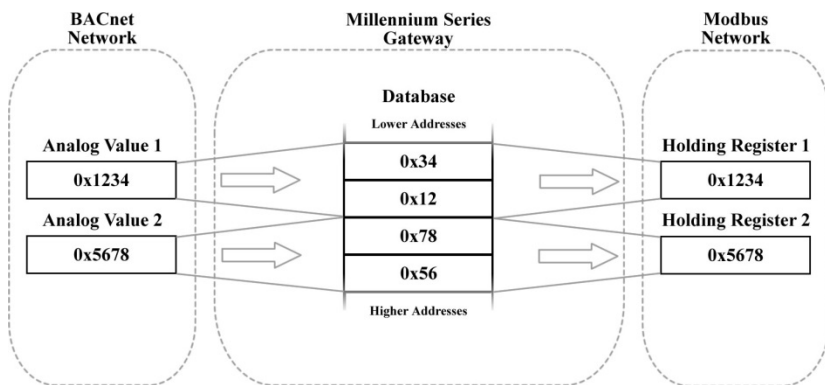 BACnet
Network
Millennium Series
Gateway
Modbus
Network
Database
Lower Addresses
Analog Value 1
0x1234
Analog Value 2
0x5678
0x34
0x12
0x78
0x56
Higher Addresses
Holding Register 1
0x1234
Holding Register 2
0x5678